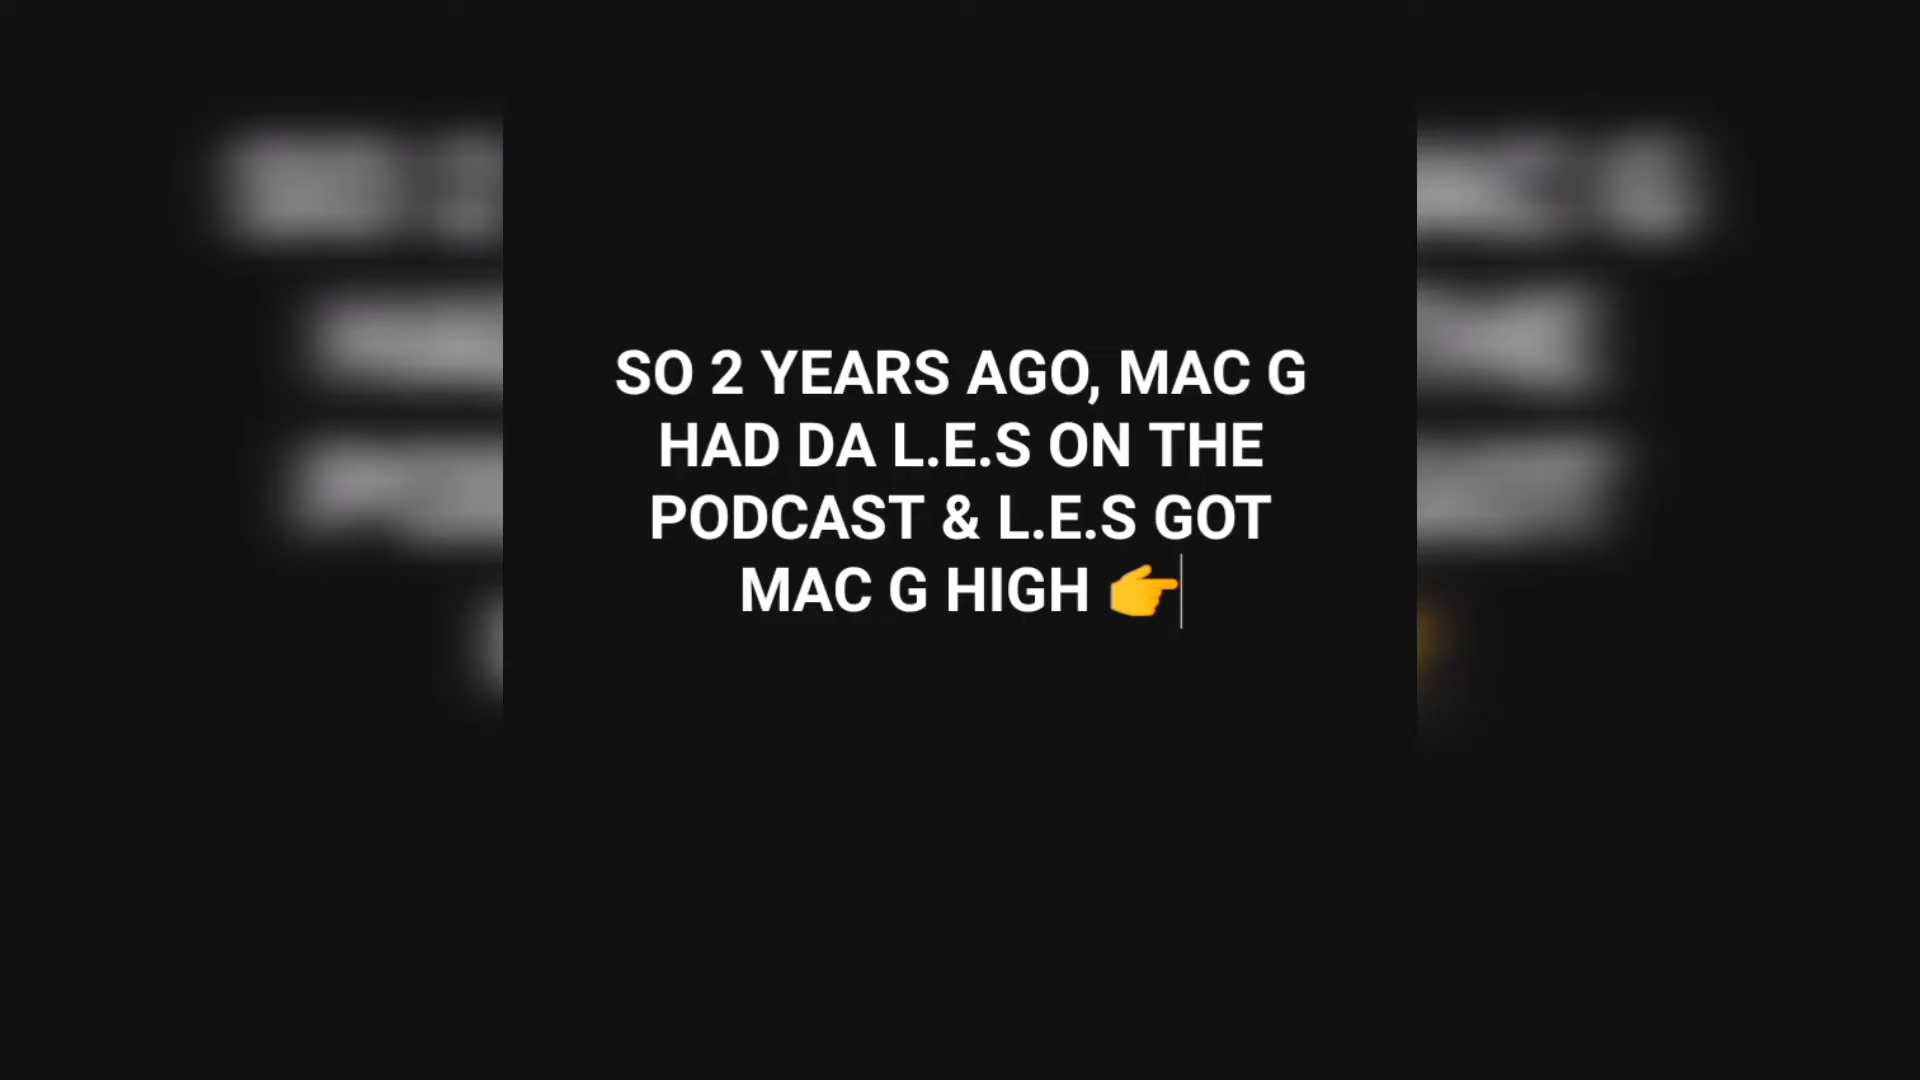 SO 2 YEARS AGO, MAC G
HAD DA L.E.S ON THE
PODCAST & L.E.S GOT
MAC G HIGH 👉